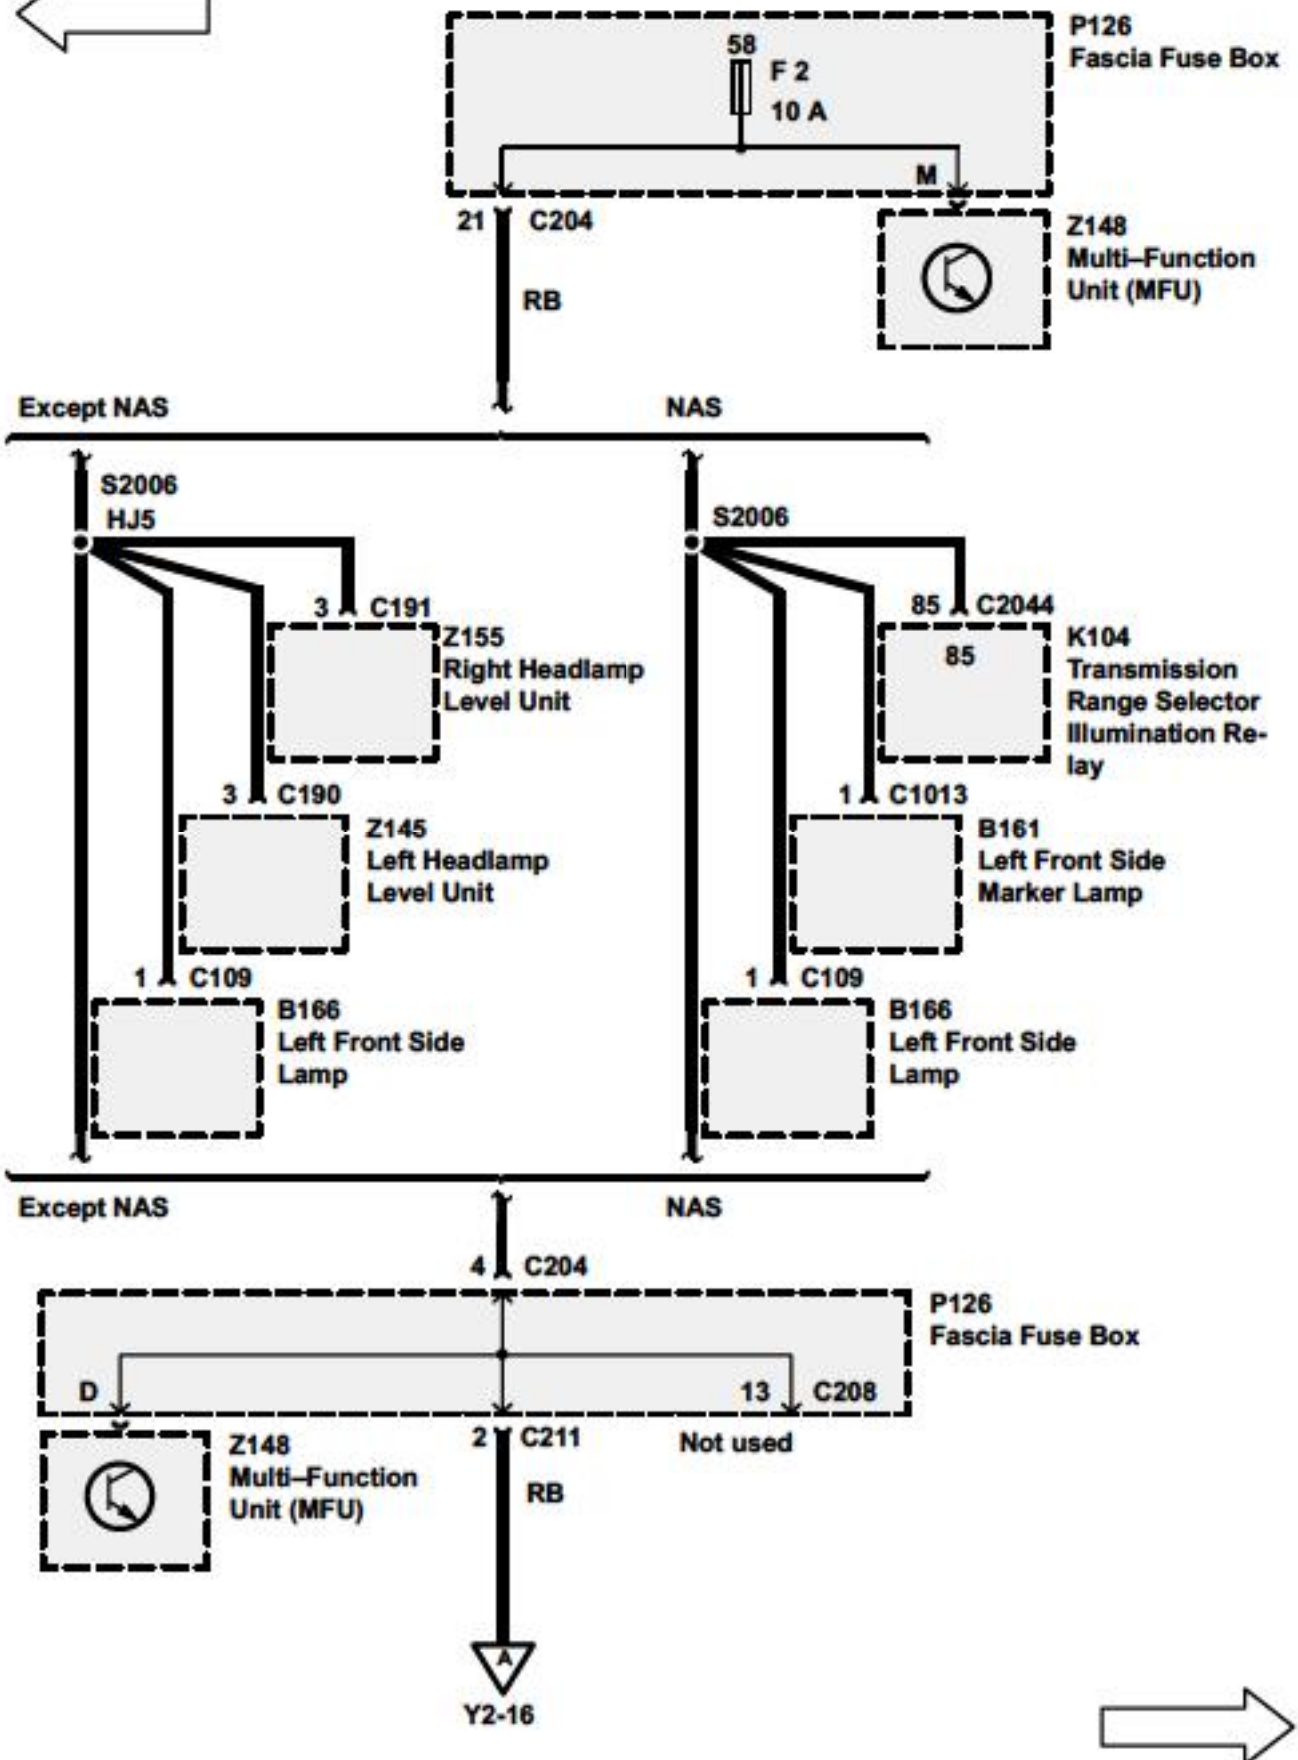 P126
Fascia Fuse Box
58
F 2
10 A
M
21 C204
Z148
Multi–Function
Unit (MFU)
RB
Except NAS
NAS
S2006
HJ5
S2006
3 C191
85 C2044
Z155
Right Headlamp
Level Unit
85
K104
Transmission
Range Selector
Illumination Re-
lay
3 C190
1 C1013
Z145
Left Headlamp
Level Unit
B161
Left Front Side
Marker Lamp
1 C109
1 C109
B166
Left Front Side
Lamp
B166
Left Front Side
Lamp
Except NAS
NAS
4 C204
P126
Fascia Fuse Box
D
13 C208
2 C211
Not used
Z148
Multi–Function
Unit (MFU)
RB
A
Y2-16